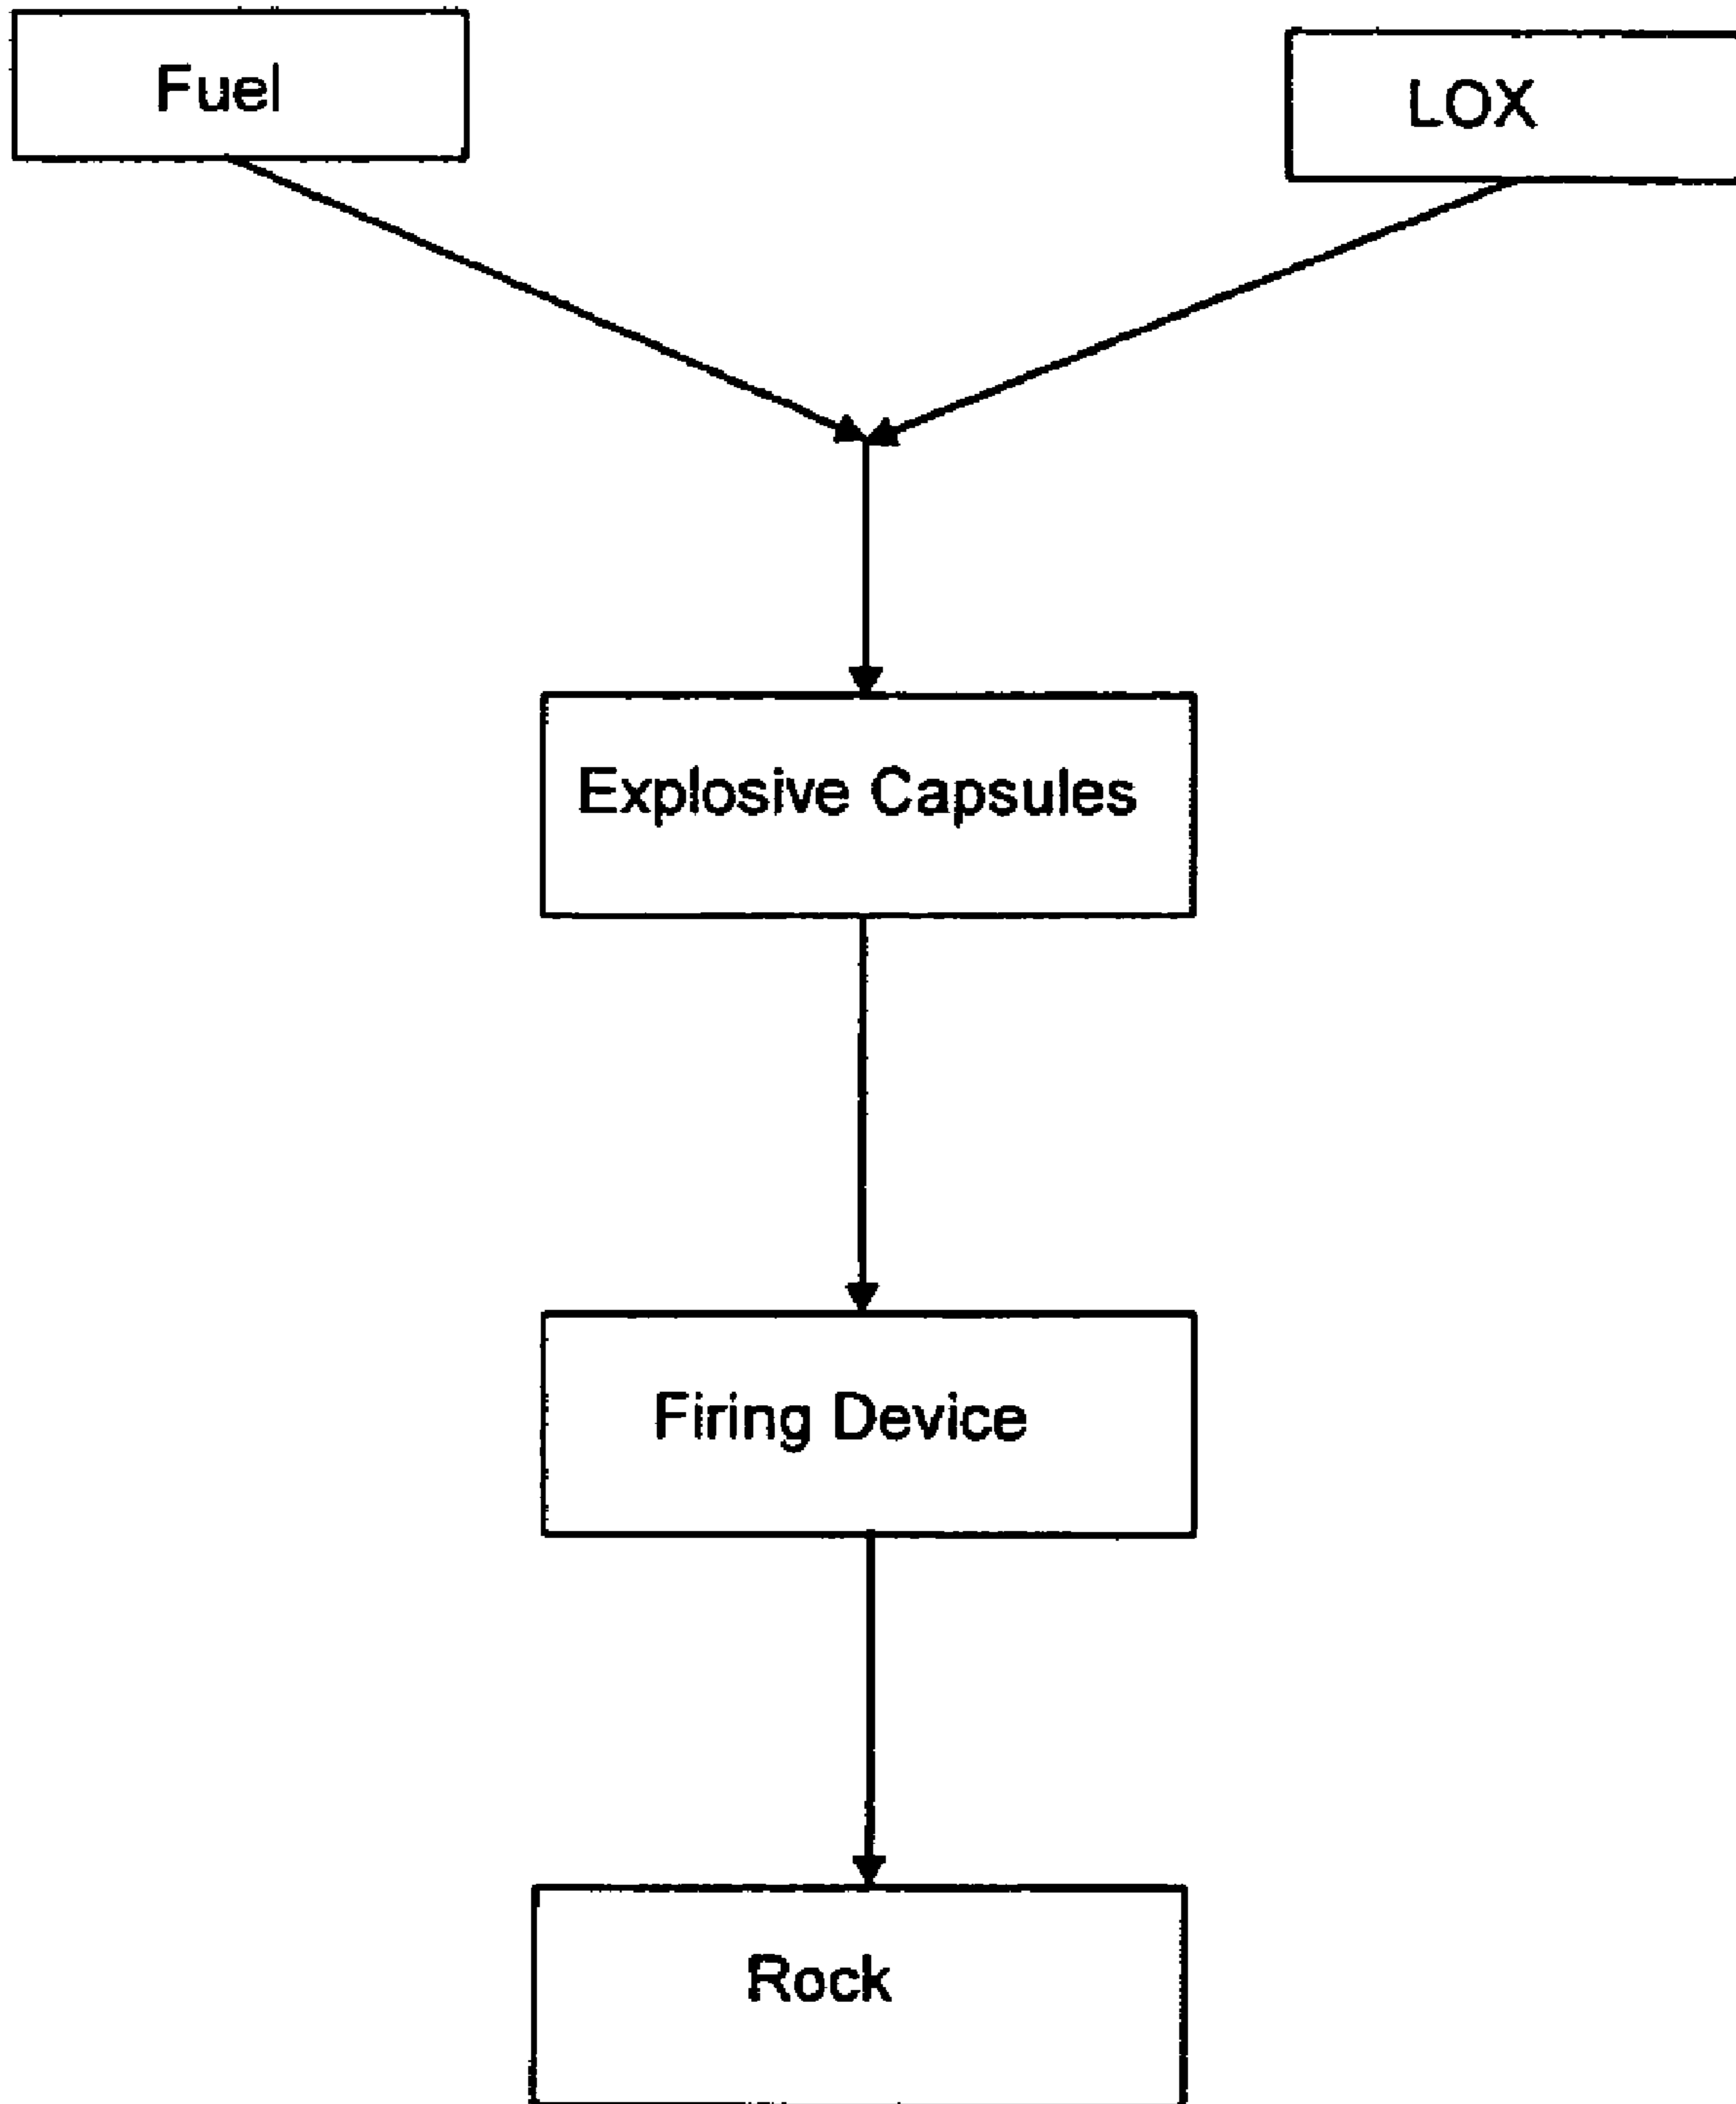 Fuel
LOX
Explosive Capsules
Firing Device
Rock